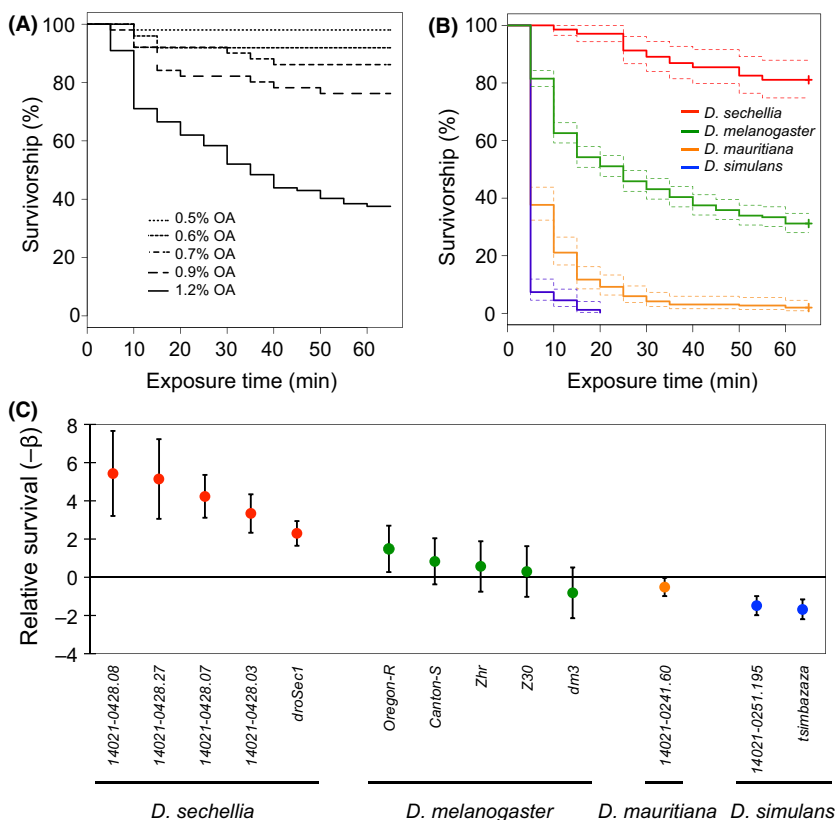 (A)
100
80
60
40
20
0
Survivorship (%)
0.5% OA
0.6% OA
0.7% OA
0.9% OA
1.2% OA
0 10 20 30 40 50 60
Exposure time (min)
(B)
100
80
60
40
20
0
Survivorship (%)
D. sechellia
D. melanogaster
D. mauritiana
D. simulans
0 10 20 30 40 50 60
Exposure time (min)
(C)
8
6
4
2
0
−2
−4
Relative survival (−β)
14021-0428.08
14021-0428.27
14021-0428.07
14021-0428.03
droSec1
Oregon-R
Canton-S
Zhr
Z30
dm3
14021-0241.60
14021-0251.195
tsimbazaza
D. sechellia
D. melanogaster
D. mauritiana
D. simulans